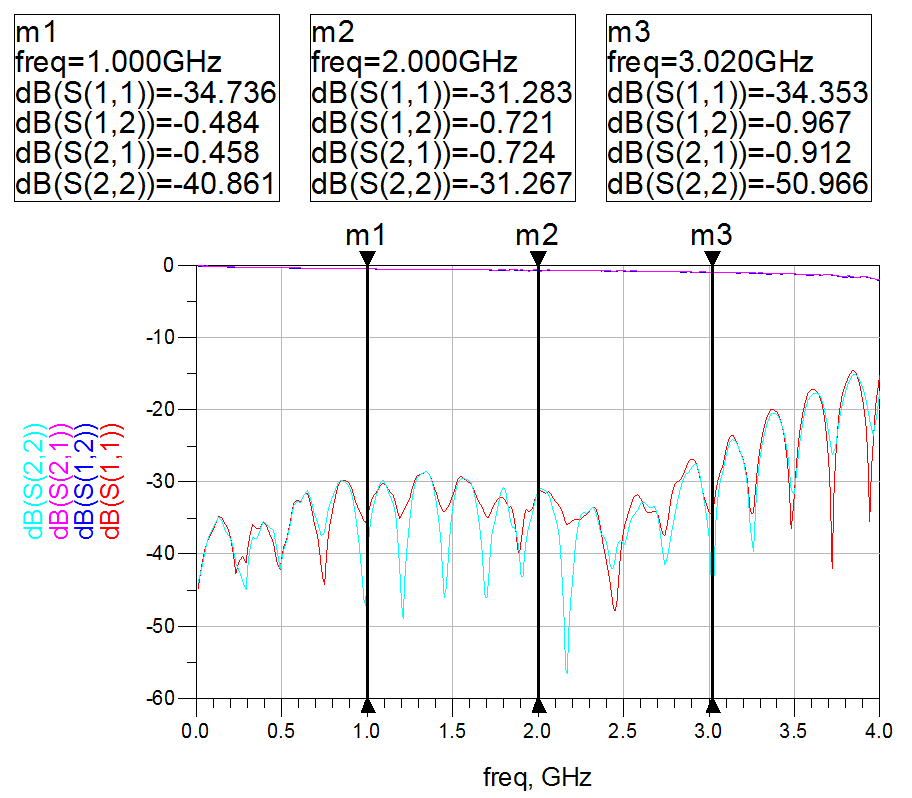 m1
freq=1.000GHz
dB(S(1,1))=-34.736
dB(S(1,2))=-0.484
dB(S(2,1))=-0.458
dB(S(2,2))=-40.861
m2
freq=2.000GHz
dB(S(1,1))=-31.283
dB(S(1,2))=-0.721
dB(S(2,1))=-0.724
dB(S(2,2))=-31.267
m3
freq=3.020GHz
dB(S(1,1))=-34.353
dB(S(1,2))=-0.967
dB(S(2,1))=-0.912
dB(S(2,2))=-50.966
m1
m2
m3
0
-10
-20
-30
-40
-50
-60
dB(S(2,2))
dB(S(2,1))
dB(S(1,2))
dB(S(1,1))
0.0
0.5
1.0
1.5
2.0
2.5
3.0
3.5
4.0
freq, GHz